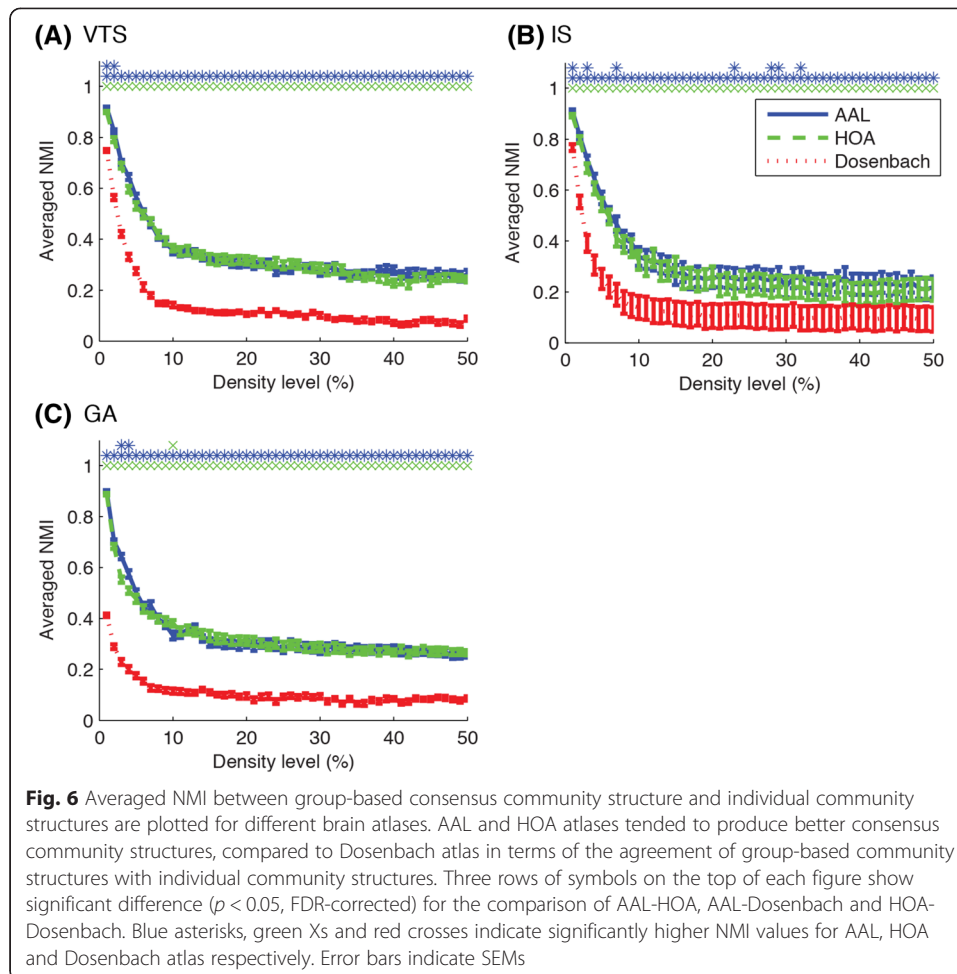 (A) VTS
1
0.8
0.6
0.4
0.2
0
Averaged NMI
0 10 20 30 40 50
Density level (%)
(B) IS
1
0.8
0.6
0.4
0.2
0
Averaged NMI
0 10 20 30 40 50
Density level (%)
AAL
HOA
Dosenbach
(C) GA
1
0.8
0.6
0.4
0.2
0
Averaged NMI
0 10 20 30 40 50
Density level (%)
Fig. 6 Averaged NMI between group-based consensus community structure and individual community
structures are plotted for different brain atlases. AAL and HOA atlases tended to produce better consensus
community structures, compared to Dosenbach atlas in terms of the agreement of group-based community
structures with individual community structures. Three rows of symbols on the top of each figure show
significant difference (p < 0.05, FDR-corrected) for the comparison of AAL-HOA, AAL-Dosenbach and HOA-
Dosenbach. Blue asterisks, green Xs and red crosses indicate significantly higher NMI values for AAL, HOA
and Dosenbach atlas respectively. Error bars indicate SEMs